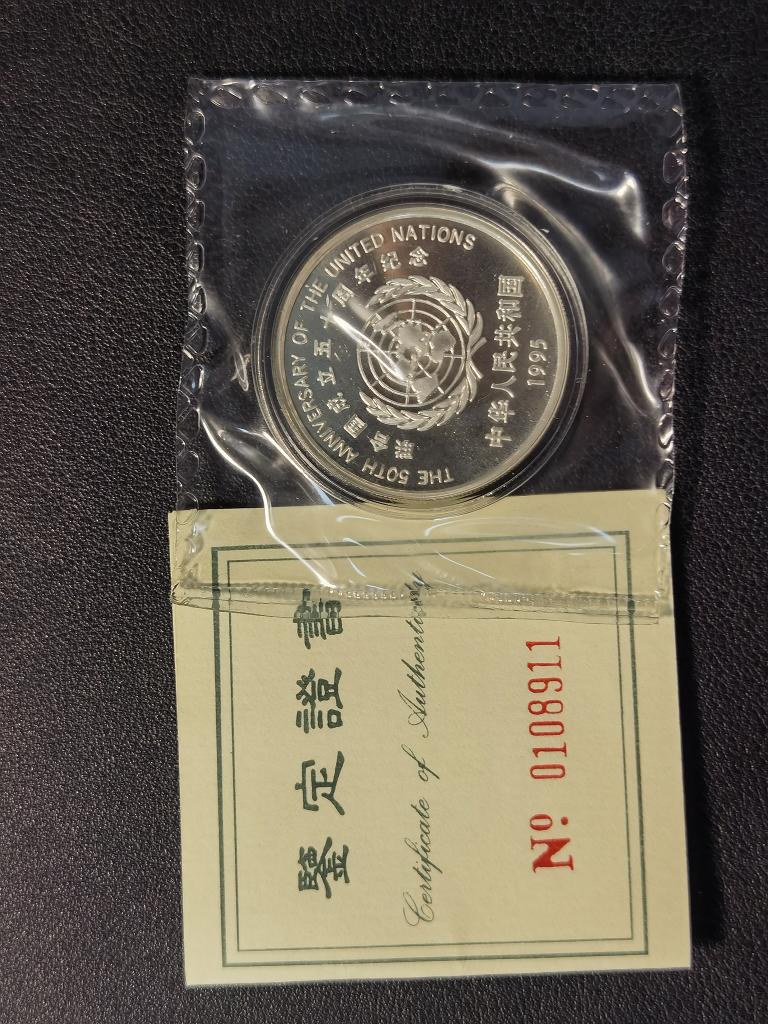 THE 50TH ANNIVERSARY OF THE UNITED NATIONS
联合国成立五十周年纪念
中华人民共和国
1995
鑒定證書
Certificate of Authenticity
Nº 0108911